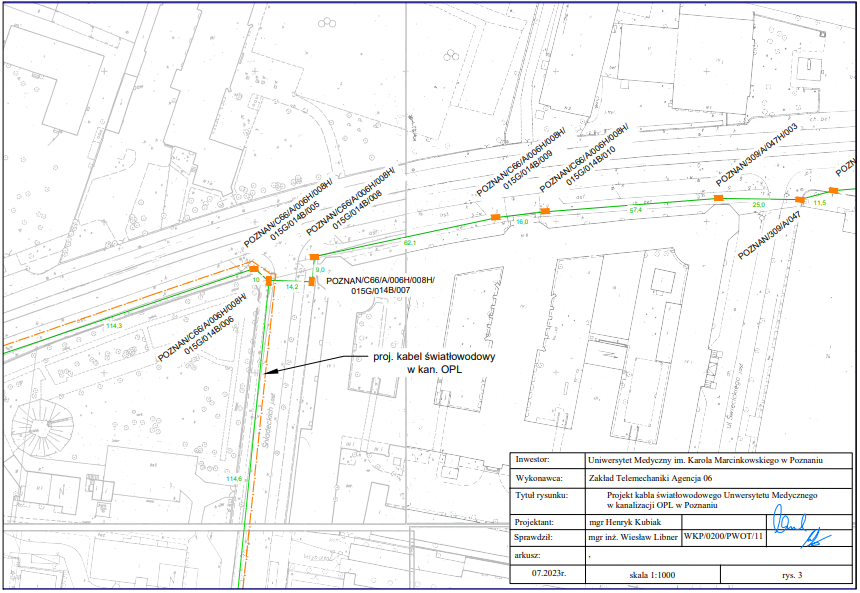 POZNAN/C66/A/006H/008H/
015G/014B/005
POZNAN/C66/A/006H/008H/
015G/014B/008
POZNAN/C66/A/006H/008H/
015G/014B/009
POZNAN/C66/A/006H/008H/
015G/014B/010
POZNAN/309/A/047H/003
POZN
POZNAN/309/A/047
114.3
10
14,2
9,0
62,1
16,0
57,4
25,0
11,5
POZNAN/C66/A/006H/008H/
015G/014B/007
POZNAN/C66/A/006H/008H/
015G/014B/006
proj. kabel światłowodowy
w kan. OPL
114,6
Inwestor: Uniwersytet Medyczny im. Karola Marcinkowskiego w Poznaniu
Wykonawca: Zakład Telemechaniki Agencja 06
Tytuł rysunku: Projekt kabla światłowodowego Unwersytetu Medycznego
w kanalizacji OPL w Poznaniu
Projektant: mgr Henryk Kubiak
Sprawdził: mgr inż. Wiesław Libner WKP/0200/PWOT/11
arkusz: .
07.2023r. skala 1:1000 rys. 3